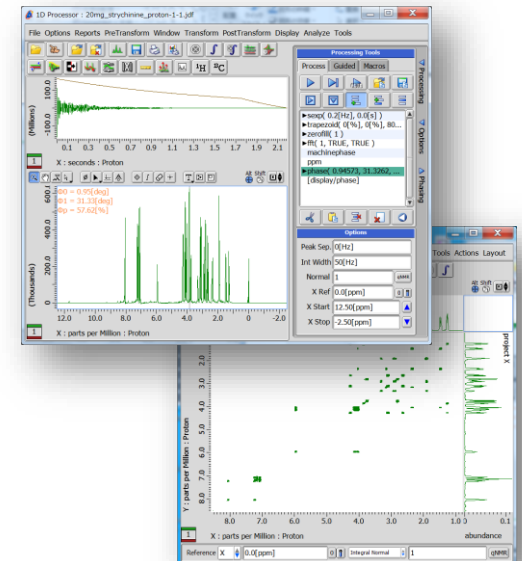 1D Processor : 20mg_strychinine_proton-1-1.jdf
File Options Reports PreTransform Window Transform PostTransform Display Analyze Tools
Processing Tools
Process Guided Macros
sexp( 0.2[Hz], 0.0[s] )
trapezoid( 0[%], 0[%], 80...
zerofill( 1 )
fft( 1, TRUE, TRUE )
machinephase
ppm
phase( 0.94573, 31.3262, ...
[display/phase]
Processing
Options
Phasing
¹H ¹³C
(Millions)
100.0
0.0
-100.0
0.1 0.3 0.5 0.7 0.9 1.1 1.3 1.5 1.7 1.9 2.1
1
X : seconds : Proton
Alt Shift
Φ0 = 0.95[deg]
Φ1 = 31.33[deg]
Φp = 57.62[%]
(Thousands)
600.0
400.0
200.0
0.0
12.0 10.0 8.0 6.0 4.0 2.0 0.0 -2.0
1
X : parts per Million : Proton
Options
Peak Sep. 0[Hz]
Int Width 50[Hz]
Normal 1 qNMR
X Ref 0.0[ppm]
X Start 12.50[ppm]
X Stop -2.50[ppm]
Tools Actions Layout
Alt Shift
project X
Y : parts per Million : Proton
2.0
3.0
4.0
5.0
6.0
7.0
8.0
8.0 7.0 6.0 5.0 4.0 3.0 2.0 1.0 0.0 0.1
1
X : parts per Million : Proton
abundance
Reference X 0.0[ppm] Integral Normal 1 qNMR